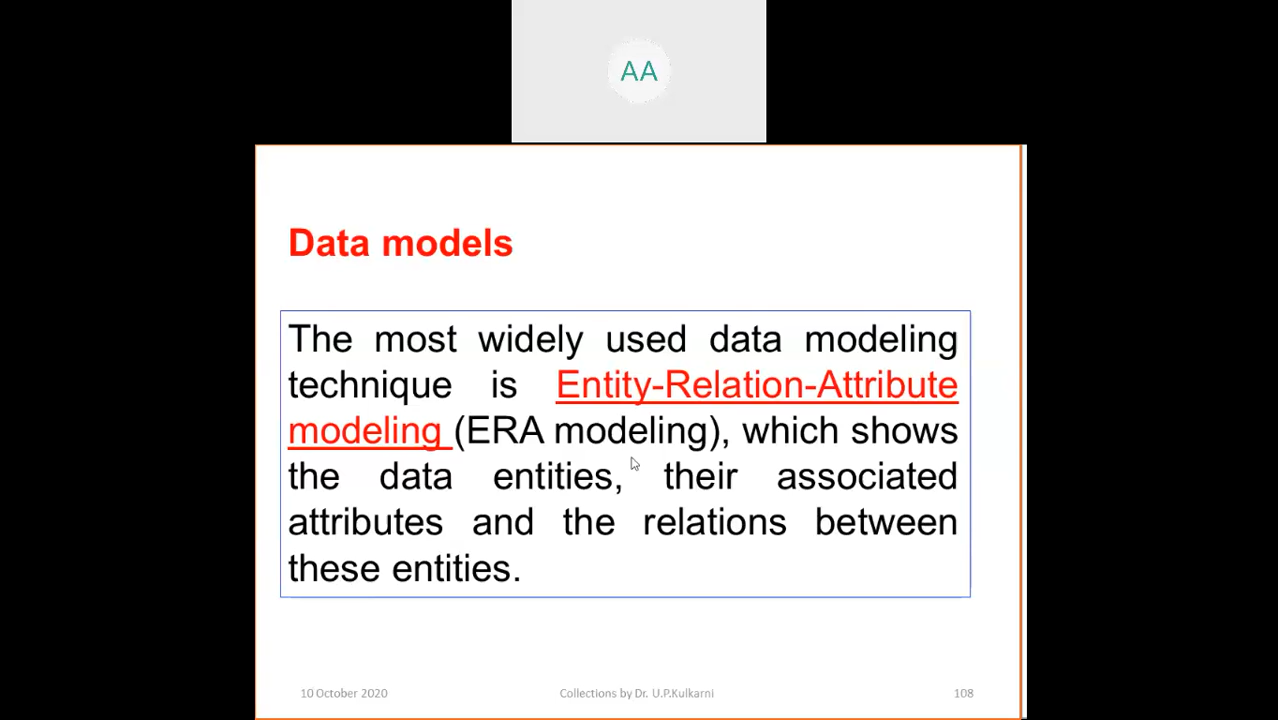 AA
Data models
The most widely used data modeling
technique is Entity-Relation-Attribute
modeling (ERA modeling), which shows
the data entities, their associated
attributes and the relations between
these entities.
10 October 2020
Collections by Dr. U.P.Kulkarni
108